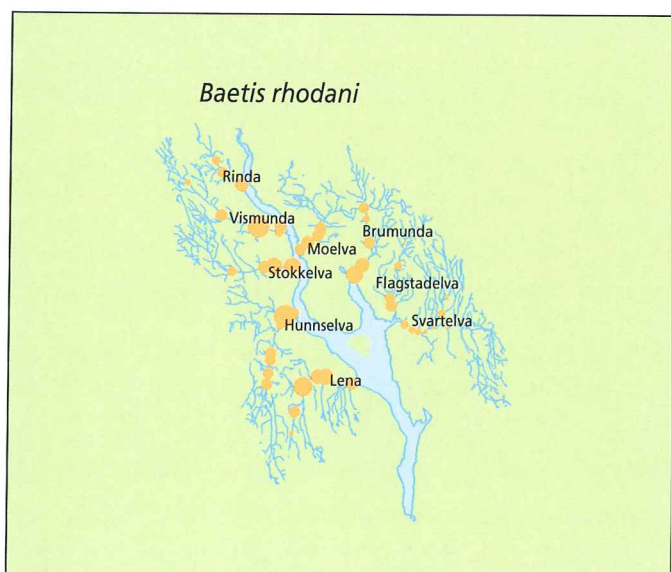 Baetis rhodani
Rinda
Vismunda
Brumunda
Moelva
Stokkelva
Flagstadelva
Svartelva
Hunnselva
Lena